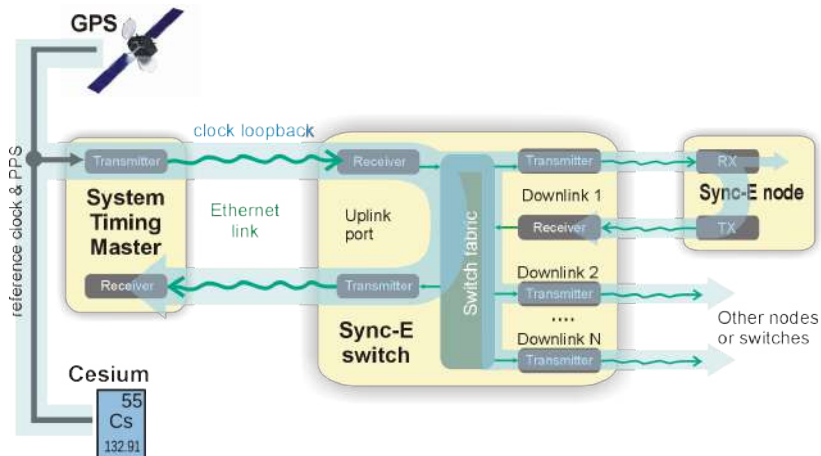 GPS
reference clock & PPS
clock loopback
Transmitter
System
Timing
Master
Receiver
Ethernet
link
Receiver
Uplink
port
Transmitter
Sync-E
switch
Switch fabric
Transmitter
Downlink 1
Receiver
Downlink 2
Transmitter
....
Downlink N
Transmitter
RX
Sync-E node
TX
Other nodes
or switches
Cesium
55
Cs
132.91